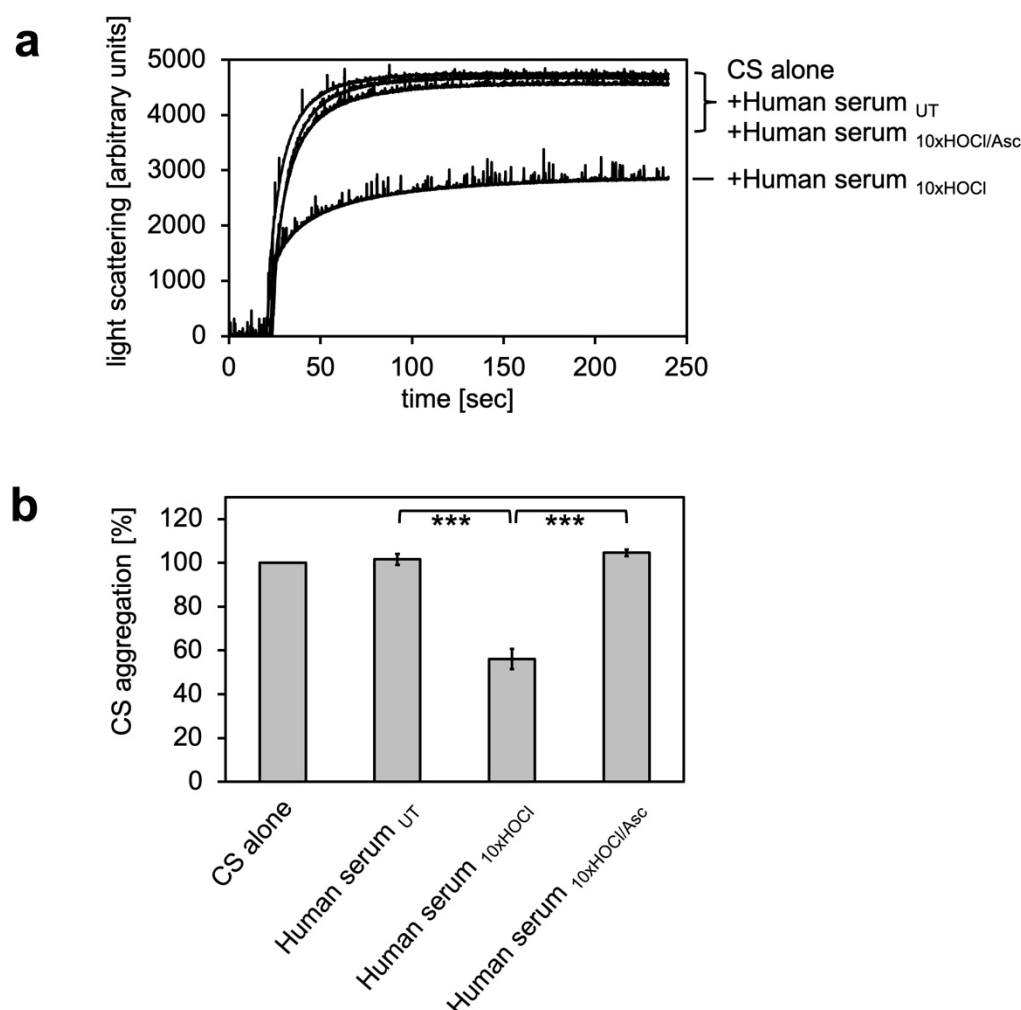 a
light scattering [arbitrary units]
5000
4000
3000
2000
1000
0
0 50 100 150 200 250
time [sec]
CS alone
+Human serum UT
+Human serum 10xHOCl/Asc
+Human serum 10xHOCl
b
CS aggregation [%]
120
100
80
60
40
20
0
*** ***
CS alone
Human serum UT
Human serum 10xHOCl
Human serum 10xHOCl/Asc